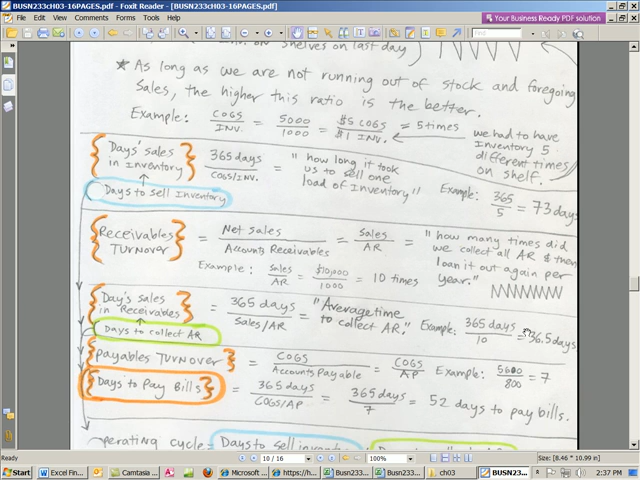 BUSN233cH03-16PAGES.pdf - Foxit Reader - [BUSN233cH03-16PAGES.pdf]
File Edit View Comments Forms Tools Window Help
Your Business Ready PDF solution
Find
on shelves on last day)
★ As long as we are not running out of stock and foregoing
Sales, the higher this ratio is the better.
Example: COGS / INV. = 5000 / 1000 = $5 COGS / $1 INV. = 5 times
we had to have
Inventory 5
different times
on shelf.
{Days' sales in Inventory} 365 days / COGS/INV. = "how long it took us to sell one load of Inventory" Example: 365 / 5 = 73 days
Days to sell Inventory
{Receivables TURNOVER} = Net sales / Accounts Receivables = Sales / AR = "how many times did we collect all AR & then loan it out again per year."
Example: Sales / AR = $10,000 / 1000 = 10 times
{Day's sales in Receivables} = 365 days / Sales/AR = "Average time to collect AR." Example: 365 days / 10 = 36.5 days
Days to collect AR
{Payables TURNOVER} = COGS / Accounts Payable = COGS / AP Example: 5600 / 800 = 7
{Days to Pay Bills} = 365 days / COGS/AP = 365 days / 7 = 52 days to pay bills.
perating cycle = Days to sell inventory
Ready
10 / 16
100%
Size: [8.46 * 10.99 in]
Start Excel Fin... Camtasia ... Microsoft ... https://h... Busn233... Busn233... ch03 BUSN23... 2:37 PM